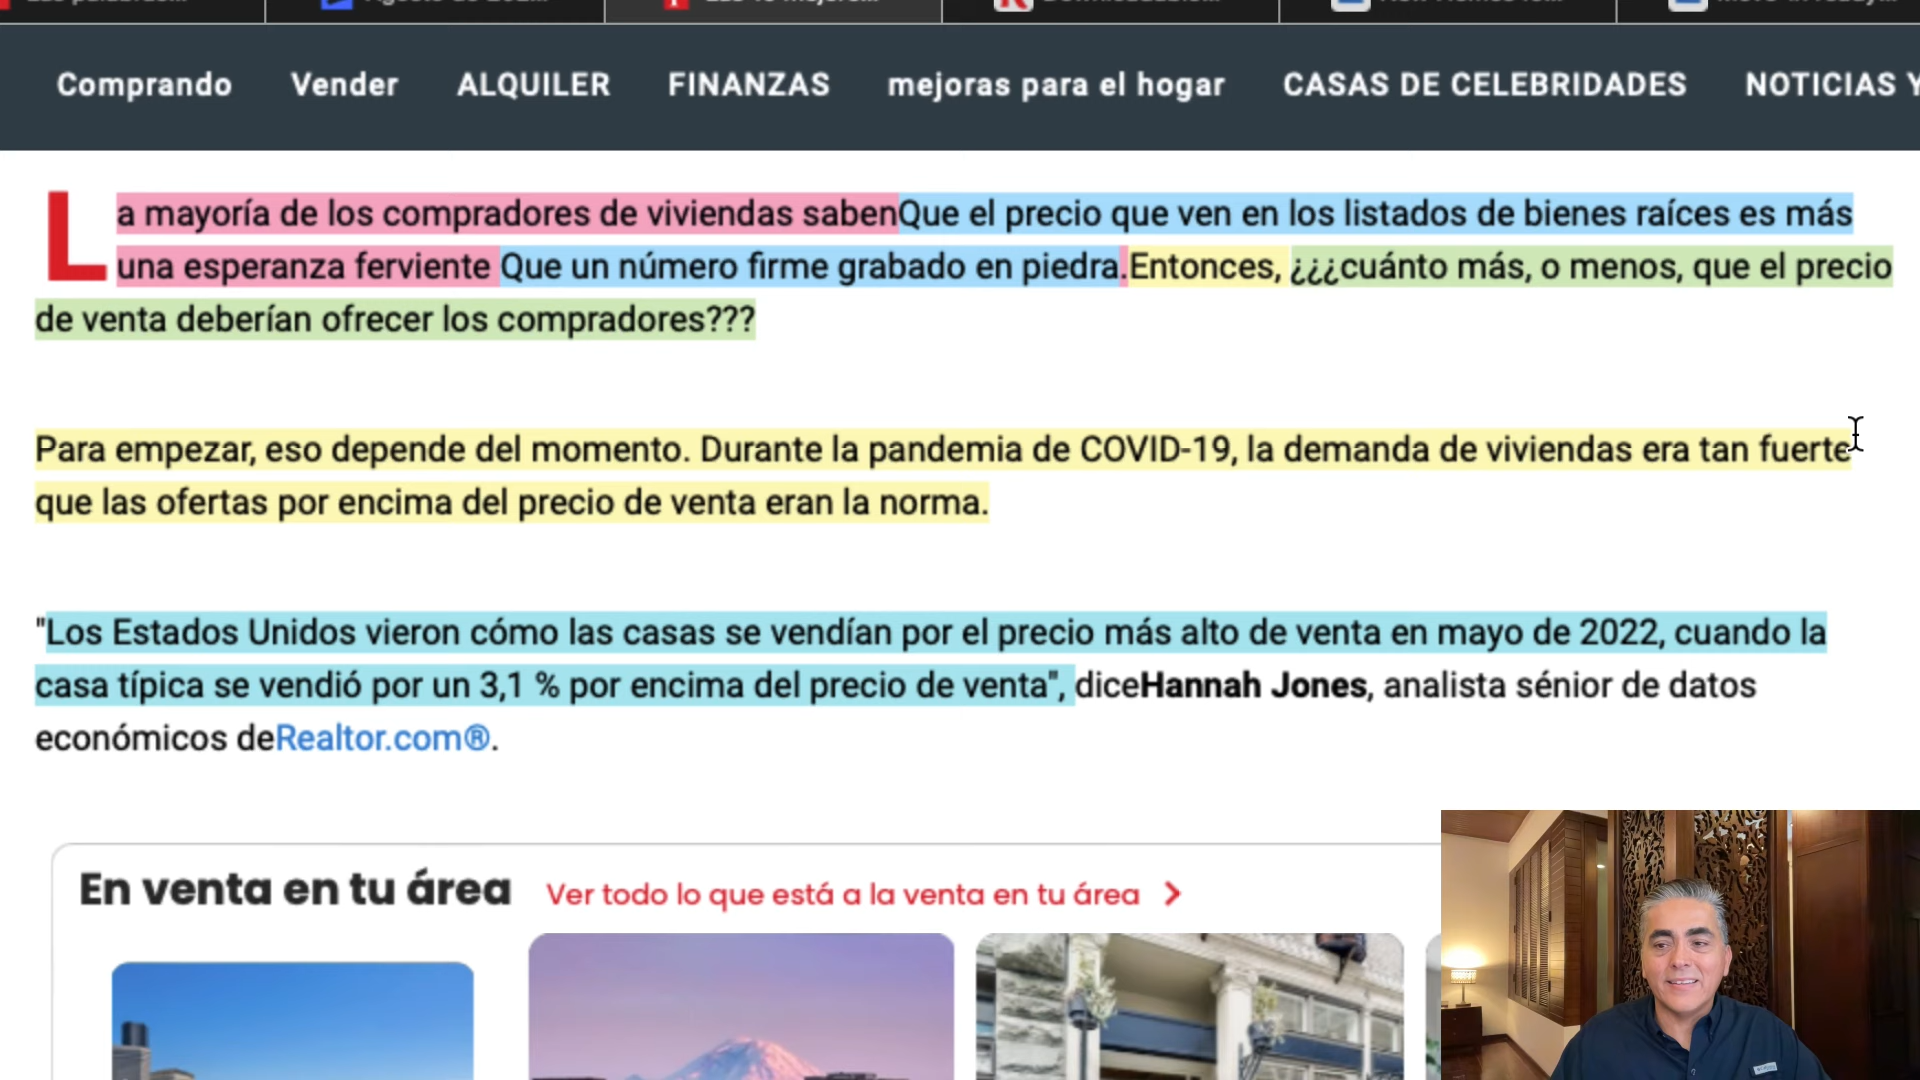 Comprando Vender ALQUILER FINANZAS mejoras para el hogar CASAS DE CELEBRIDADES NOTICIAS Y
La mayoría de los compradores de viviendas sabenQue el precio que ven en los listados de bienes raíces es más
una esperanza ferviente Que un número firme grabado en piedra.Entonces, ¿¿¿cuánto más, o menos, que el precio
de venta deberían ofrecer los compradores???
Para empezar, eso depende del momento. Durante la pandemia de COVID-19, la demanda de viviendas era tan fuerte
que las ofertas por encima del precio de venta eran la norma.
"Los Estados Unidos vieron cómo las casas se vendían por el precio más alto de venta en mayo de 2022, cuando la
casa típica se vendió por un 3,1 % por encima del precio de venta", diceHannah Jones, analista sénior de datos
económicos deRealtor.com®.
En venta en tu área Ver todo lo que está a la venta en tu área